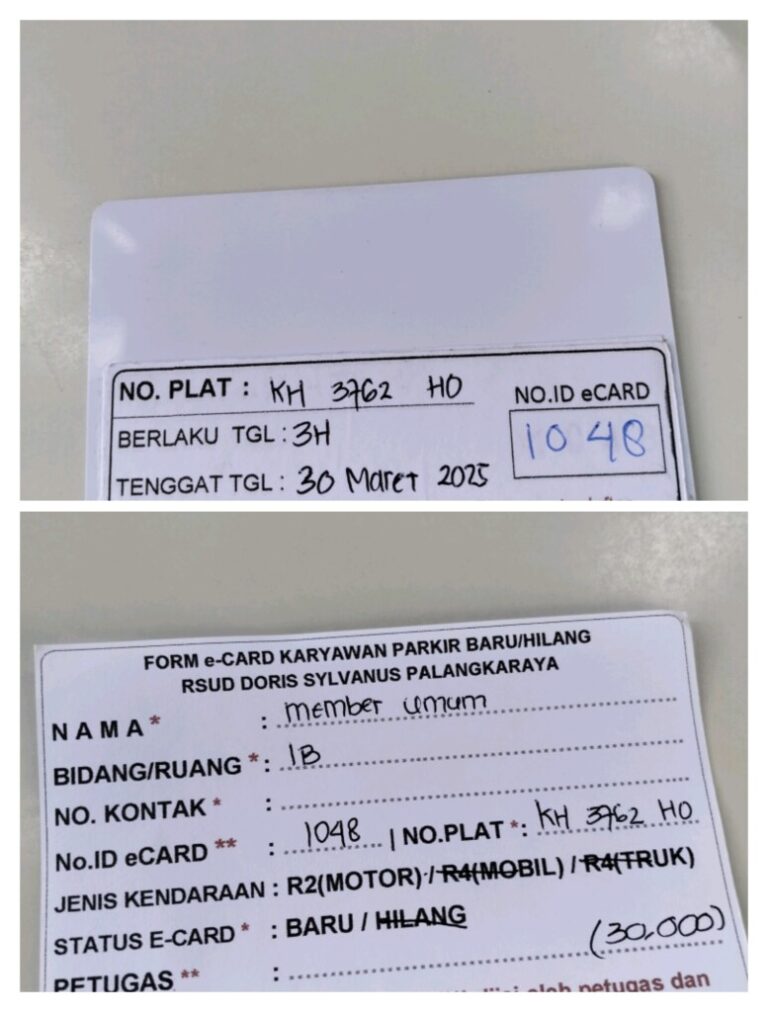 NO. PLAT : KH 3762 HO
NO.ID eCARD
1048
BERLAKU TGL : 3H
TENGGAT TGL : 30 Maret 2025
FORM e-CARD KARYAWAN PARKIR BARU/HILANG
RSUD DORIS SYLVANUS PALANGKARAYA
NAMA* : member umum
BIDANG/RUANG *: 1B
NO. KONTAK * :
No.ID eCARD ** : 1048 | NO.PLAT *: KH 3762 HO
JENIS KENDARAAN : R2(MOTOR) / R4(MOBIL) / R4(TRUK)
STATUS E-CARD * : BARU / HILANG
(30.000)
PETUGAS ** :
oleh petugas dan